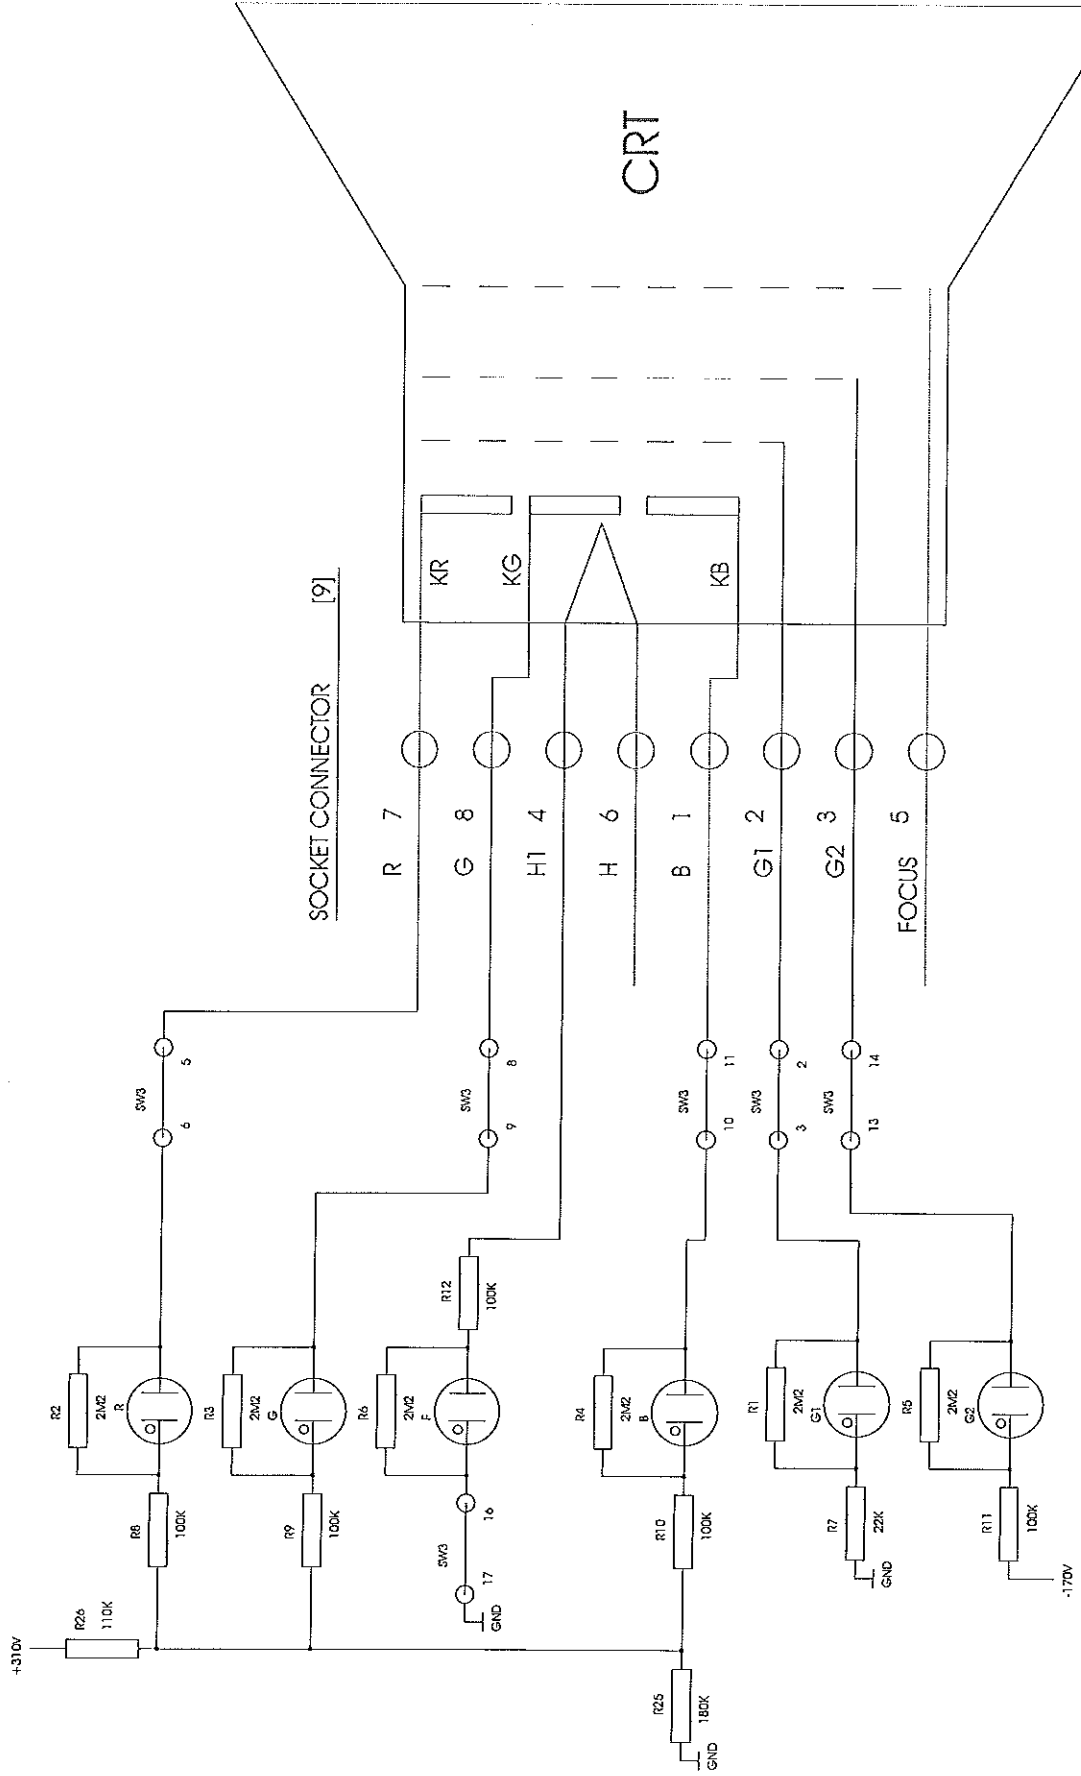 CRT
SOCKET CONNECTOR [9]
KR
KG
KB
R 7
G 8
H1 4
H 6
B 1
G1 2
G2 3
FOCUS 5
+310V
R26
110K
R8
100K
R2
2M2
R
6 SW3 5
R9
100K
R3
2M2
G
9 SW3 8
GND
17 SW3 16
R6
2M2
F
R12
100K
GND
R25
180K
R10
100K
R4
2M2
B
10 SW3 11
GND
R7
22K
R1
2M2
G1
3 SW3 2
-170V
R11
100K
R5
2M2
G2
13 SW3 14